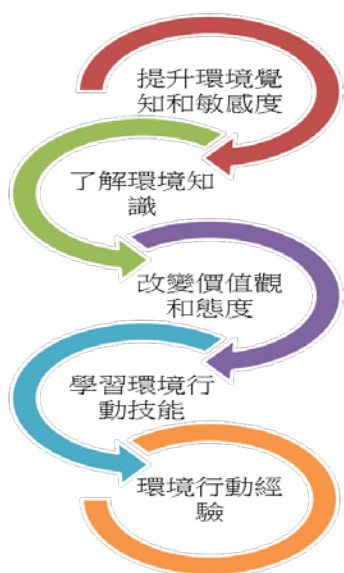 提升環境覺
知和敏感度
了解環境知
識
改變價值觀
和態度
學習環境行
動技能
環境行動經
驗